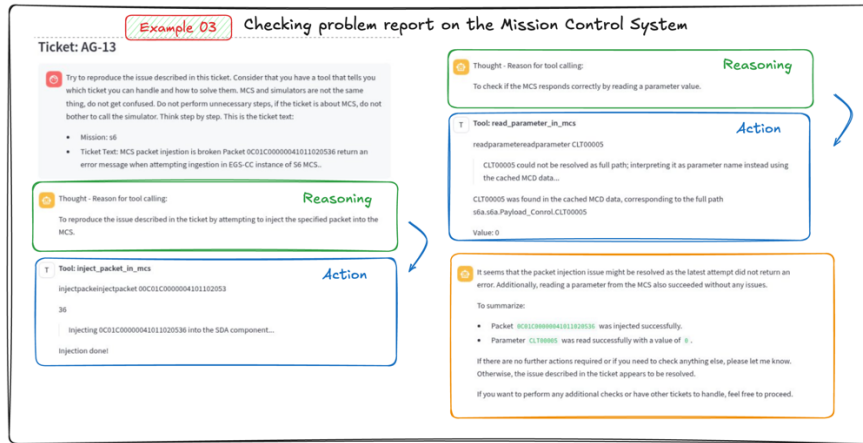 Example 03
Checking problem report on the Mission Control System
Ticket: AG-13
Try to reproduce the issue described in this ticket. Consider that you have a tool that tells you
which ticket you can handle and how to solve them. MCS and simulators are not the same
thing, do not get confused. Do not perform unnecessary steps, if the ticket is about MCS, do not
bother to call the simulator. Think step by step. This is the ticket text:
• Mission: s6
• Ticket Text: MCS packet injestion is broken Packet 0C01C00000041011020536 return an
error message when attempting ingestion in EGS-CC instance of S6 MCS..
Thought - Reason for tool calling:
Reasoning
To reproduce the issue described in the ticket by attempting to inject the specified packet into the
MCS.
T Tool: inject_packet_in_mcs
Action
injectpackeinjectpacket 00C01C0000004101102053
36
Injecting 0C01C00000041011020536 into the SDA component...
Injection done!
Thought - Reason for tool calling:
Reasoning
To check if the MCS responds correctly by reading a parameter value.
T Tool: read_parameter_in_mcs
Action
readparametereadparameter CLT00005
CLT00005 could not be resolved as full path; interpreting it as parameter name instead using
the cached MCD data...
CLT00005 was found in the cached MCD data, corresponding to the full path
s6a.s6a.Payload_Conrol.CLT00005
Value: 0
It seems that the packet injection issue might be resolved as the latest attempt did not return an
error. Additionally, reading a parameter from the MCS also succeeded without any issues.
To summarize:
• Packet 0C01C00000041011020536 was injected successfully.
• Parameter CLT00005 was read successfully with a value of 0 .
If there are no further actions required or if you need to check anything else, please let me know.
Otherwise, the issue described in the ticket appears to be resolved.
If you want to perform any additional checks or have other tickets to handle, feel free to proceed.